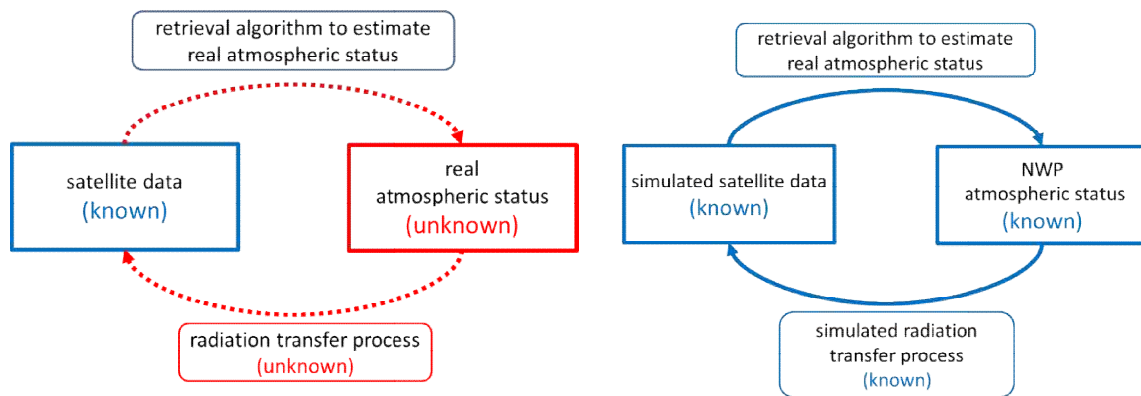 retrieval algorithm to estimate
real atmospheric status
satellite data
(known)
real
atmospheric status
(unknown)
radiation transfer process
(unknown)
retrieval algorithm to estimate
real atmospheric status
simulated satellite data
(known)
NWP
atmospheric status
(known)
simulated radiation
transfer process
(known)